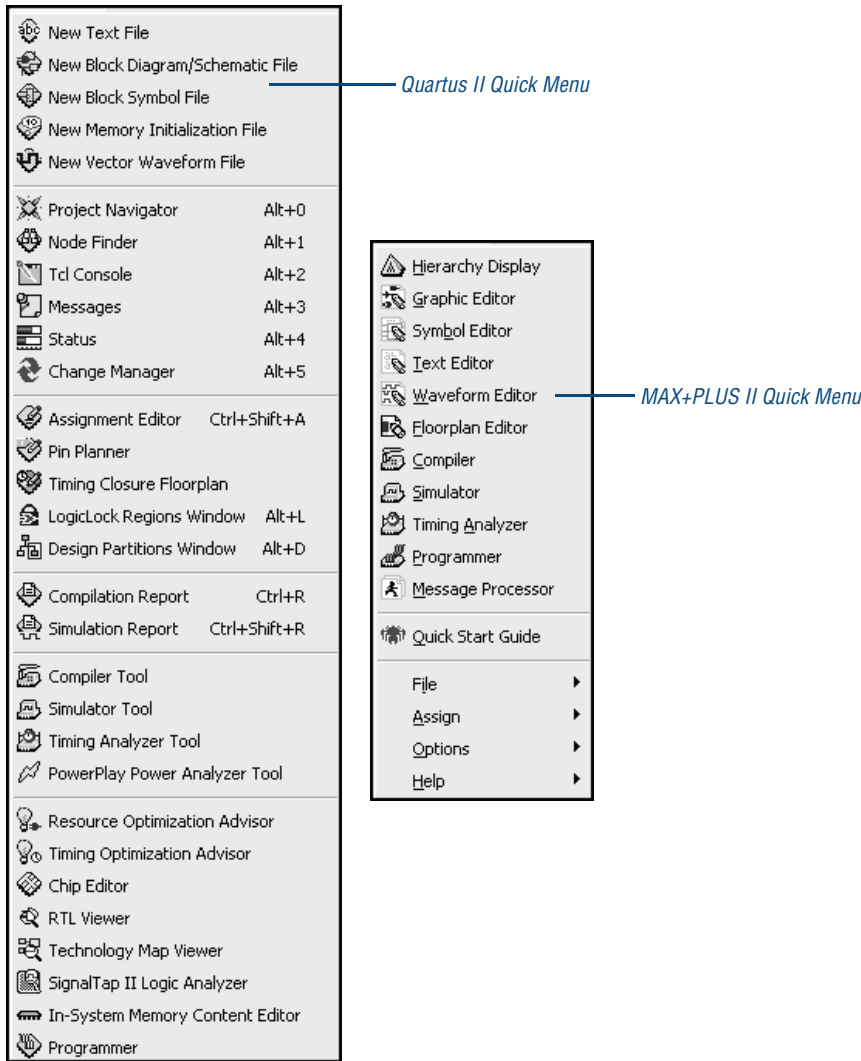 New Text File
New Block Diagram/Schematic File
New Block Symbol File
New Memory Initialization File
New Vector Waveform File
Project Navigator Alt+0
Node Finder Alt+1
Tcl Console Alt+2
Messages Alt+3
Status Alt+4
Change Manager Alt+5
Assignment Editor Ctrl+Shift+A
Pin Planner
Timing Closure Floorplan
LogicLock Regions Window Alt+L
Design Partitions Window Alt+D
Compilation Report Ctrl+R
Simulation Report Ctrl+Shift+R
Compiler Tool
Simulator Tool
Timing Analyzer Tool
PowerPlay Power Analyzer Tool
Resource Optimization Advisor
Timing Optimization Advisor
Chip Editor
RTL Viewer
Technology Map Viewer
SignalTap II Logic Analyzer
In-System Memory Content Editor
Programmer
Quartus II Quick Menu
Hierarchy Display
Graphic Editor
Symbol Editor
Text Editor
Waveform Editor
Floorplan Editor
Compiler
Simulator
Timing Analyzer
Programmer
Message Processor
Quick Start Guide
File
Assign
Options
Help
MAX+PLUS II Quick Menu